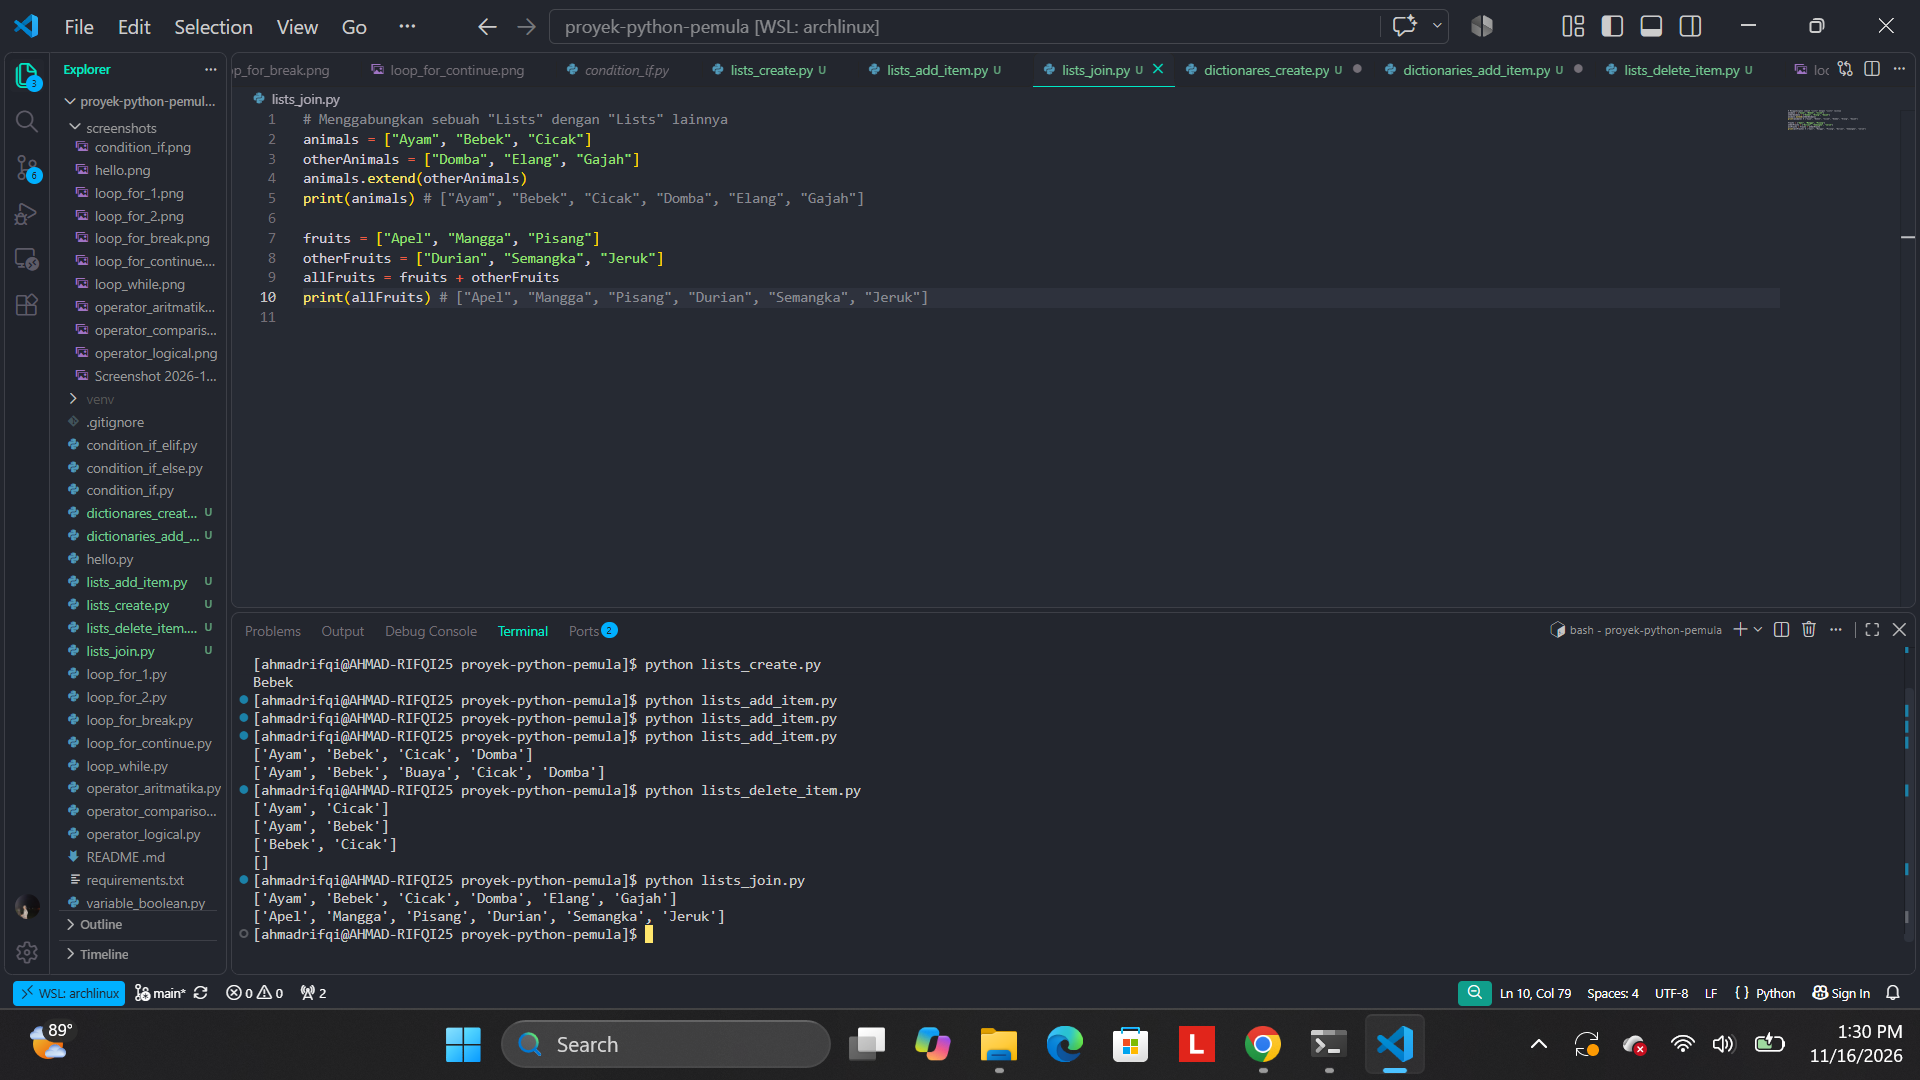 File Edit Selection View Go
proyek-python-pemula [WSL: archlinux]
Explorer
op_for_break.png
loop_for_continue.png
condition_if.py
lists_create.py U
lists_add_item.py U
lists_join.py U
dictionares_create.py U
dictionaries_add_item.py U
lists_delete_item.py U
loc
proyek-python-pemul...
screenshots
condition_if.png
hello.png
loop_for_1.png
loop_for_2.png
loop_for_break.png
loop_for_continue....
loop_while.png
operator_aritmatik...
operator_comparis...
operator_logical.png
Screenshot 2026-1...
venv
.gitignore
condition_if_elif.py
condition_if_else.py
condition_if.py
dictionares_creat... U
dictionaries_add_... U
hello.py
lists_add_item.py U
lists_create.py U
lists_delete_item.... U
lists_join.py U
loop_for_1.py
loop_for_2.py
loop_for_break.py
loop_for_continue.py
loop_while.py
operator_aritmatika.py
operator_compariso...
operator_logical.py
README .md
requirements.txt
variable_boolean.py
Outline
Timeline
3
6
lists_join.py
1 # Menggabungkan sebuah "Lists" dengan "Lists" lainnya
2 animals = ["Ayam", "Bebek", "Cicak"]
3 otherAnimals = ["Domba", "Elang", "Gajah"]
4 animals.extend(otherAnimals)
5 print(animals) # ["Ayam", "Bebek", "Cicak", "Domba", "Elang", "Gajah"]
6
7 fruits = ["Apel", "Mangga", "Pisang"]
8 otherFruits = ["Durian", "Semangka", "Jeruk"]
9 allFruits = fruits + otherFruits
10 print(allFruits) # ["Apel", "Mangga", "Pisang", "Durian", "Semangka", "Jeruk"]
11
Problems Output Debug Console Terminal Ports 2
bash - proyek-python-pemula
[ahmadrifqi@AHMAD-RIFQI25 proyek-python-pemula]$ python lists_create.py
Bebek
[ahmadrifqi@AHMAD-RIFQI25 proyek-python-pemula]$ python lists_add_item.py
[ahmadrifqi@AHMAD-RIFQI25 proyek-python-pemula]$ python lists_add_item.py
[ahmadrifqi@AHMAD-RIFQI25 proyek-python-pemula]$ python lists_add_item.py
['Ayam', 'Bebek', 'Cicak', 'Domba']
['Ayam', 'Bebek', 'Buaya', 'Cicak', 'Domba']
[ahmadrifqi@AHMAD-RIFQI25 proyek-python-pemula]$ python lists_delete_item.py
['Ayam', 'Cicak']
['Ayam', 'Bebek']
['Bebek', 'Cicak']
[]
[ahmadrifqi@AHMAD-RIFQI25 proyek-python-pemula]$ python lists_join.py
['Ayam', 'Bebek', 'Cicak', 'Domba', 'Elang', 'Gajah']
['Apel', 'Mangga', 'Pisang', 'Durian', 'Semangka', 'Jeruk']
[ahmadrifqi@AHMAD-RIFQI25 proyek-python-pemula]$
WSL: archlinux main* 0 0 2
Ln 10, Col 79 Spaces: 4 UTF-8 LF { } Python Sign In
89°
Search
L
1:30 PM
11/16/2026